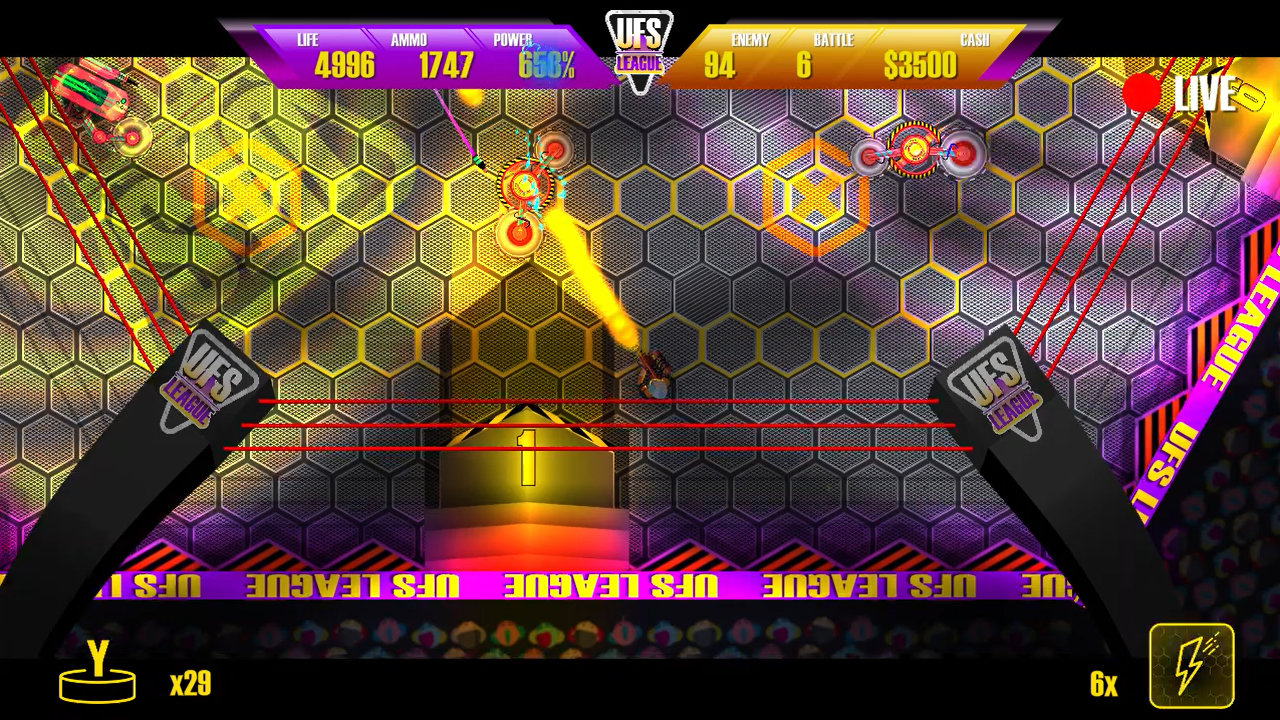 LIFE AMMO POWER UFS LEAGUE ENEMY BATTLE CASH
4996 1747 658% 94 6 $3500
LIVE
UFS LEAGUE
UFS LEAGUE
1
LEAGUE
UFS L
UFS LEAGUE UFS LEAGUE UFS LEAGUE UFS
Y x29
6x